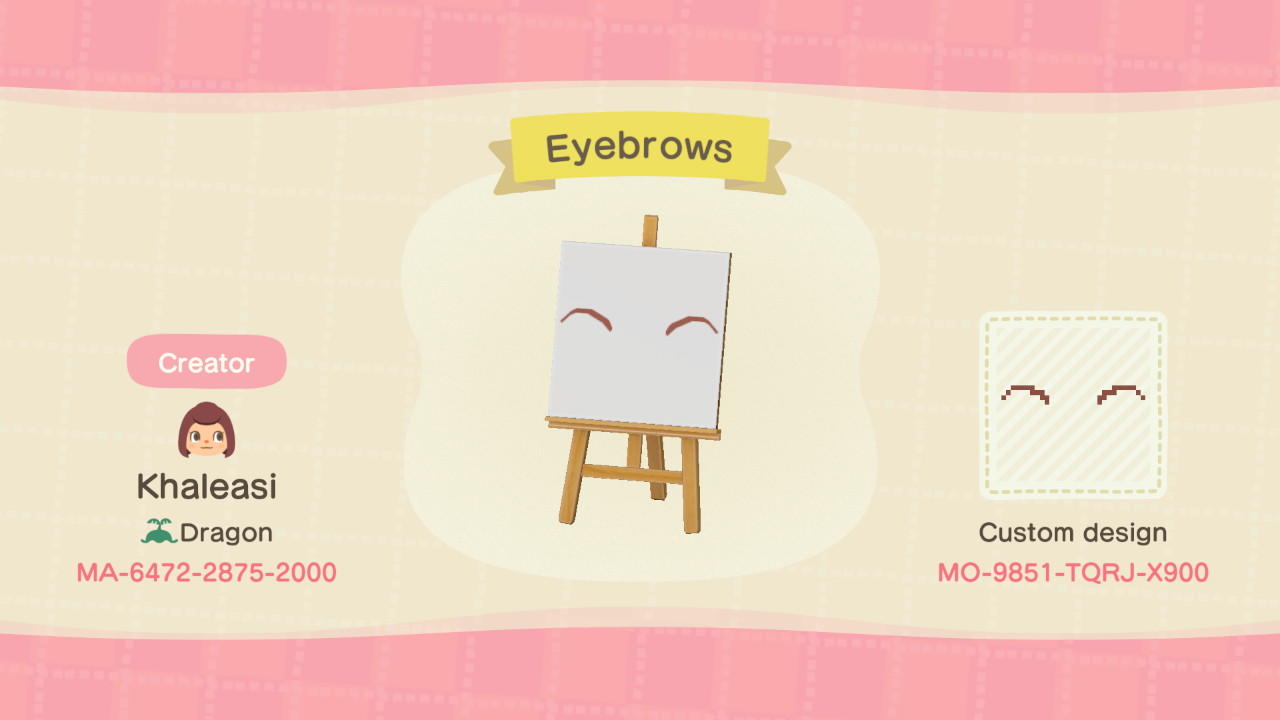 Eyebrows
Creator
Khaleasi
Dragon
MA-6472-2875-2000
Custom design
MO-9851-TQRJ-X900